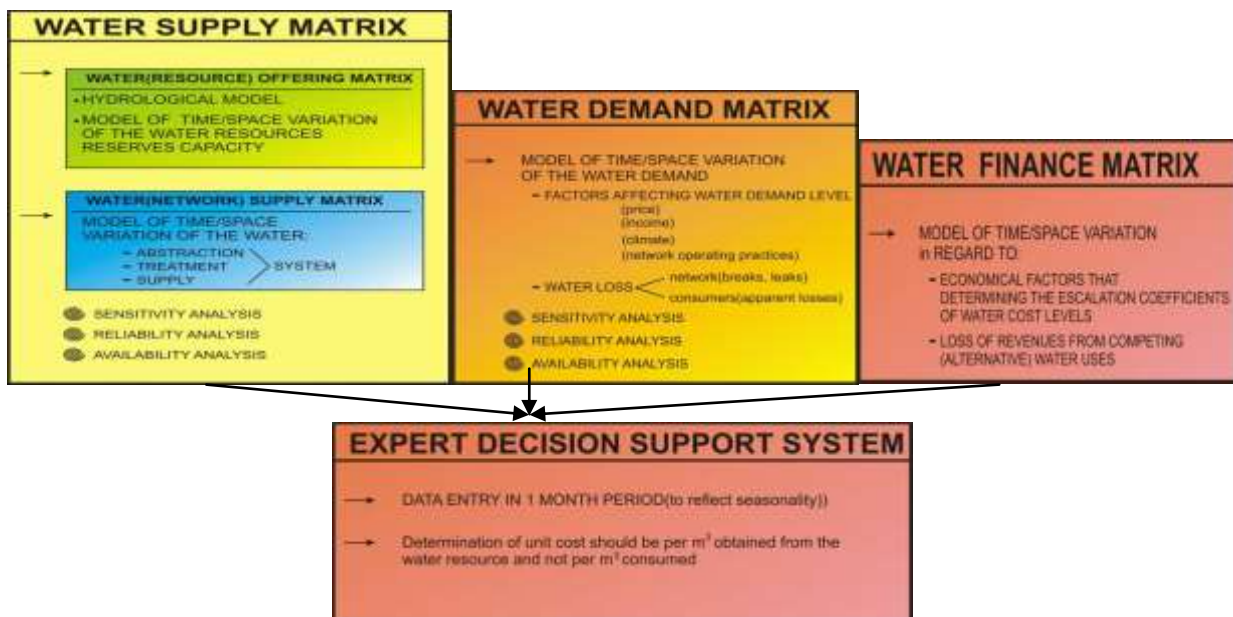 WATER SUPPLY MATRIX
WATER(RESOURCE) OFFERING MATRIX
•HYDROLOGICAL MODEL
•MODEL OF TIME/SPACE VARIATION
OF THE WATER RESOURCES
RESERVES CAPACITY
WATER(NETWORK) SUPPLY MATRIX
MODEL OF TIME/SPACE
VARIATION OF THE WATER:
– ABSTRACTION
– TREATMENT
– SUPPLY
SYSTEM
SENSITIVITY ANALYSIS
RELIABILITY ANALYSIS
AVAILABILITY ANALYSIS
WATER DEMAND MATRIX
MODEL OF TIME/SPACE VARIATION
OF THE WATER DEMAND
– FACTORS AFFECTING WATER DEMAND LEVEL
(price)
(income)
(climate)
(network operating practices)
– WATER LOSS
network(breaks, leaks)
consumers(apparent losses)
SENSITIVITY ANALYSIS
RELIABILITY ANALYSIS
AVAILABILITY ANALYSIS
WATER FINANCE MATRIX
MODEL OF TIME/SPACE VARIATION
in REGARD TO:
– ECONOMICAL FACTORS THAT
DETERMINING THE ESCALATION COEFFICIENTS
OF WATER COST LEVELS
– LOSS OF REVENUES FROM COMPETING
(ALTERNATIVE) WATER USES
EXPERT DECISION SUPPORT SYSTEM
DATA ENTRY IN 1 MONTH PERIOD(to reflect seasonality))
Determination of unit cost should be per m³ obtained from the
water resource and not per m³ consumed